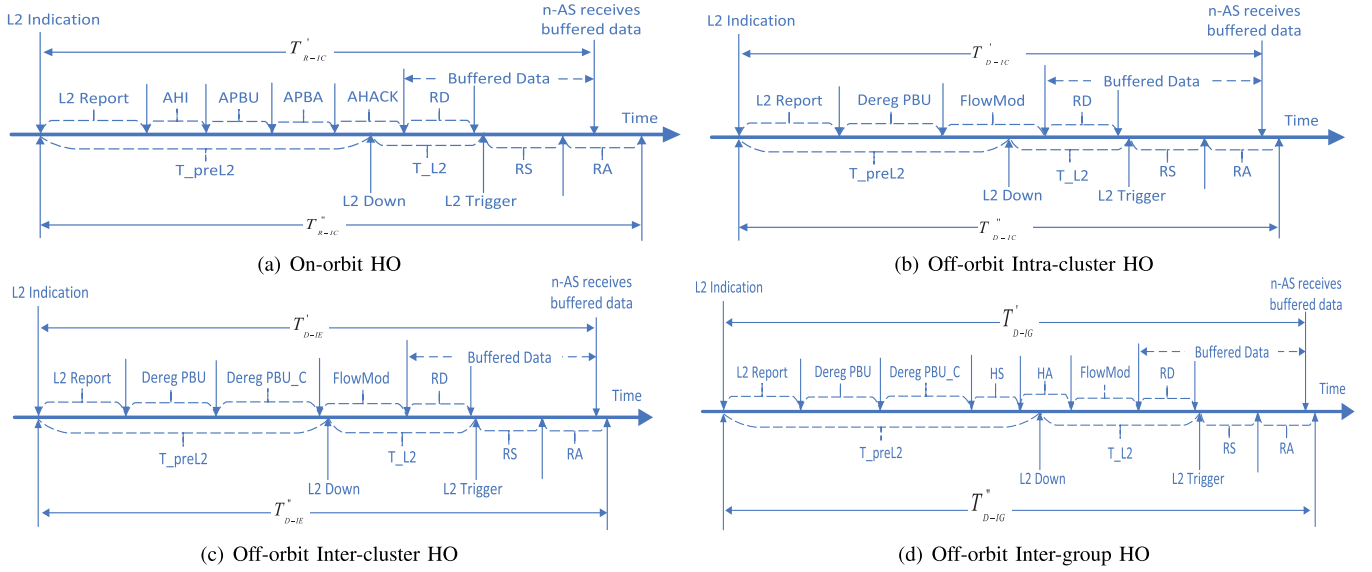 L2 Indication
n-AS receives
buffered data
T'R-IC
Buffered Data
L2 Report
AHI
APBU
APBA
AHACK
RD
Time
T_preL2
T_L2
RS
RA
L2 Down
L2 Trigger
T"R-IC
(a) On-orbit HO
L2 Indication
n-AS receives
buffered data
T'D-IC
Buffered Data
L2 Report
Dereg PBU
FlowMod
RD
Time
T_preL2
T_L2
RS
RA
L2 Down
L2 Trigger
T"D-IC
(b) Off-orbit Intra-cluster HO
L2 Indication
n-AS receives
buffered data
T'D-IE
Buffered Data
L2 Report
Dereg PBU
Dereg PBU_C
FlowMod
RD
Time
T_preL2
T_L2
RS
RA
L2 Down
L2 Trigger
T"D-IE
(c) Off-orbit Inter-cluster HO
L2 Indication
n-AS receives
buffered data
T'D-IG
Buffered Data
L2 Report
Dereg PBU
Dereg PBU_C
HS
HA
FlowMod
RD
Time
T_preL2
T_L2
RS
RA
L2 Down
L2 Trigger
T"D-IG
(d) Off-orbit Inter-group HO